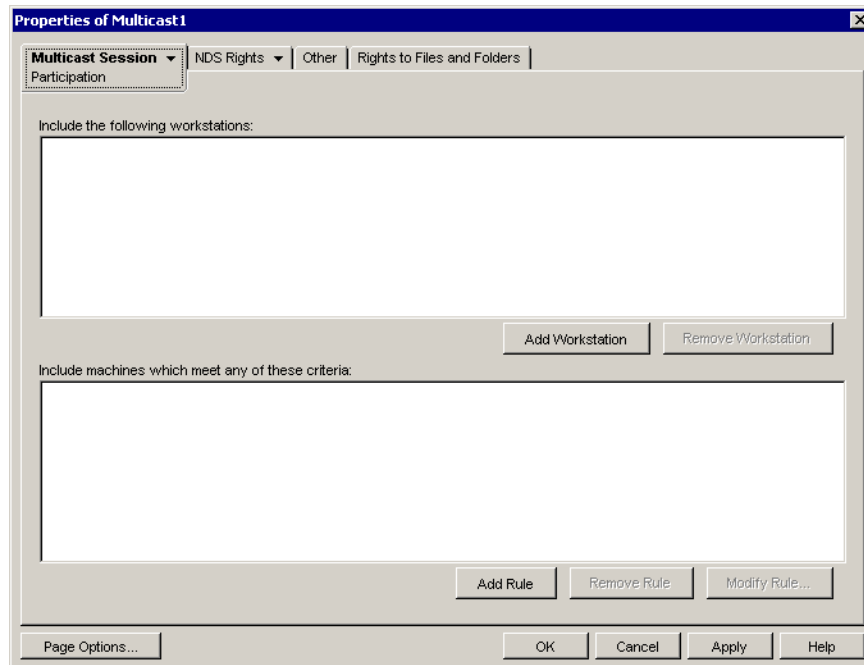 Properties of Multicast1
Multicast Session NDS Rights Other Rights to Files and Folders
Participation
Include the following workstations:
Add Workstation Remove Workstation
Include machines which meet any of these criteria:
Add Rule Remove Rule Modify Rule...
Page Options... OK Cancel Apply Help